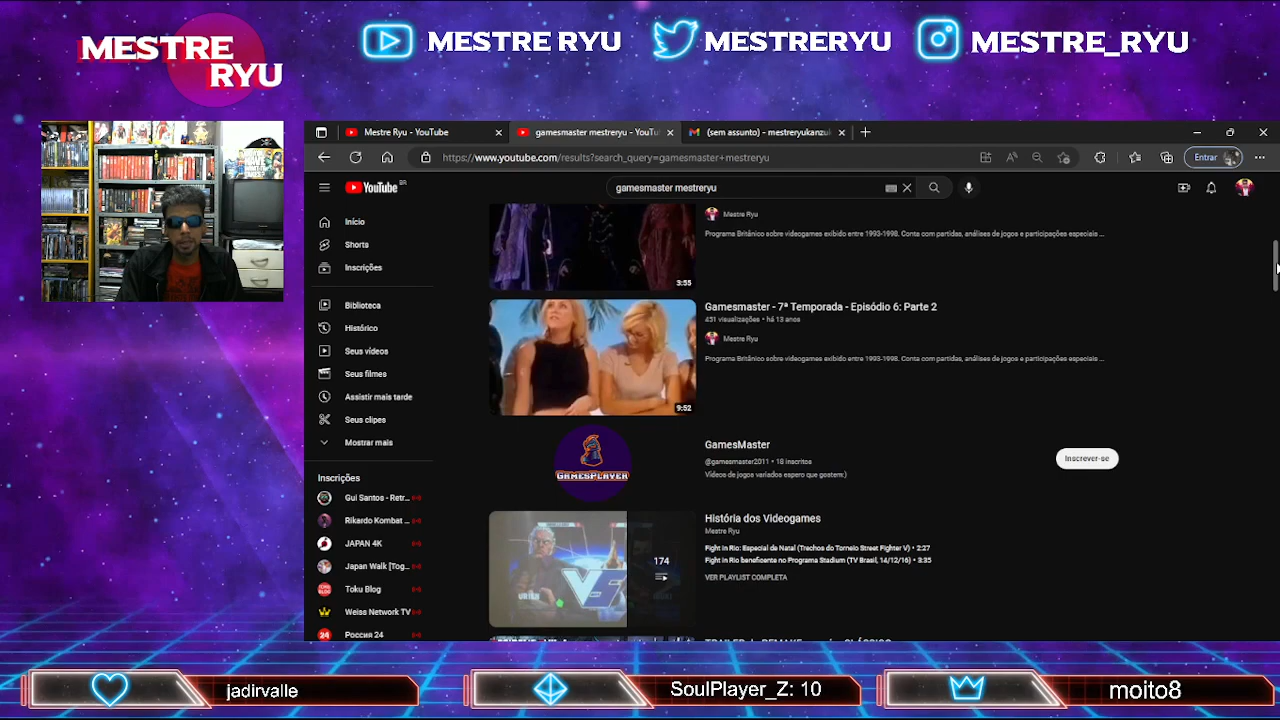 MESTRE
RYU
MESTRE RYU
MESTRERYU
MESTRE_RYU
Mestre Ryu - YouTube
gamesmaster mestreryu - YouTu
(sem assunto) - mestreryukanzuk
https://www.youtube.com/results?search_query=gamesmaster+mestreryu
Entrar
YouTube BR
gamesmaster mestreryu
Início
Shorts
Inscrições
Biblioteca
Histórico
Seus vídeos
Seus filmes
Assistir mais tarde
Seus clipes
Mostrar mais
Inscrições
Gui Santos - Retr...
Rikardo Kombat ...
JAPAN 4K
Japan Walk [Tog...
Toku Blog
Weiss Network TV
24
Россия 24
Mestre Ryu
Programa Britânico sobre videogames exibido entre 1993-1998. Conta com partidas, análises de jogos e participações especiais ...
3:55
Gamesmaster - 7ª Temporada - Episódio 6: Parte 2
451 visualizações • há 13 anos
Mestre Ryu
Programa Britânico sobre videogames exibido entre 1993-1998. Conta com partidas, análises de jogos e participações especiais ...
9:52
GAMESPLAYER
GamesMaster
@gamesmaster2011 • 18 inscritos
Vídeos de jogos variados espero que gostem:)
Inscrever-se
URIEN
174
História dos Videogames
Mestre Ryu
Fight in Rio: Especial de Natal (Trechos do Torneio Street Fighter V) • 2:27
Fight in Rio beneficente no Programa Stadium (TV Brasil, 14/12/16) • 3:35
VER PLAYLIST COMPLETA
jadirvalle
SoulPlayer_Z: 10
moito8